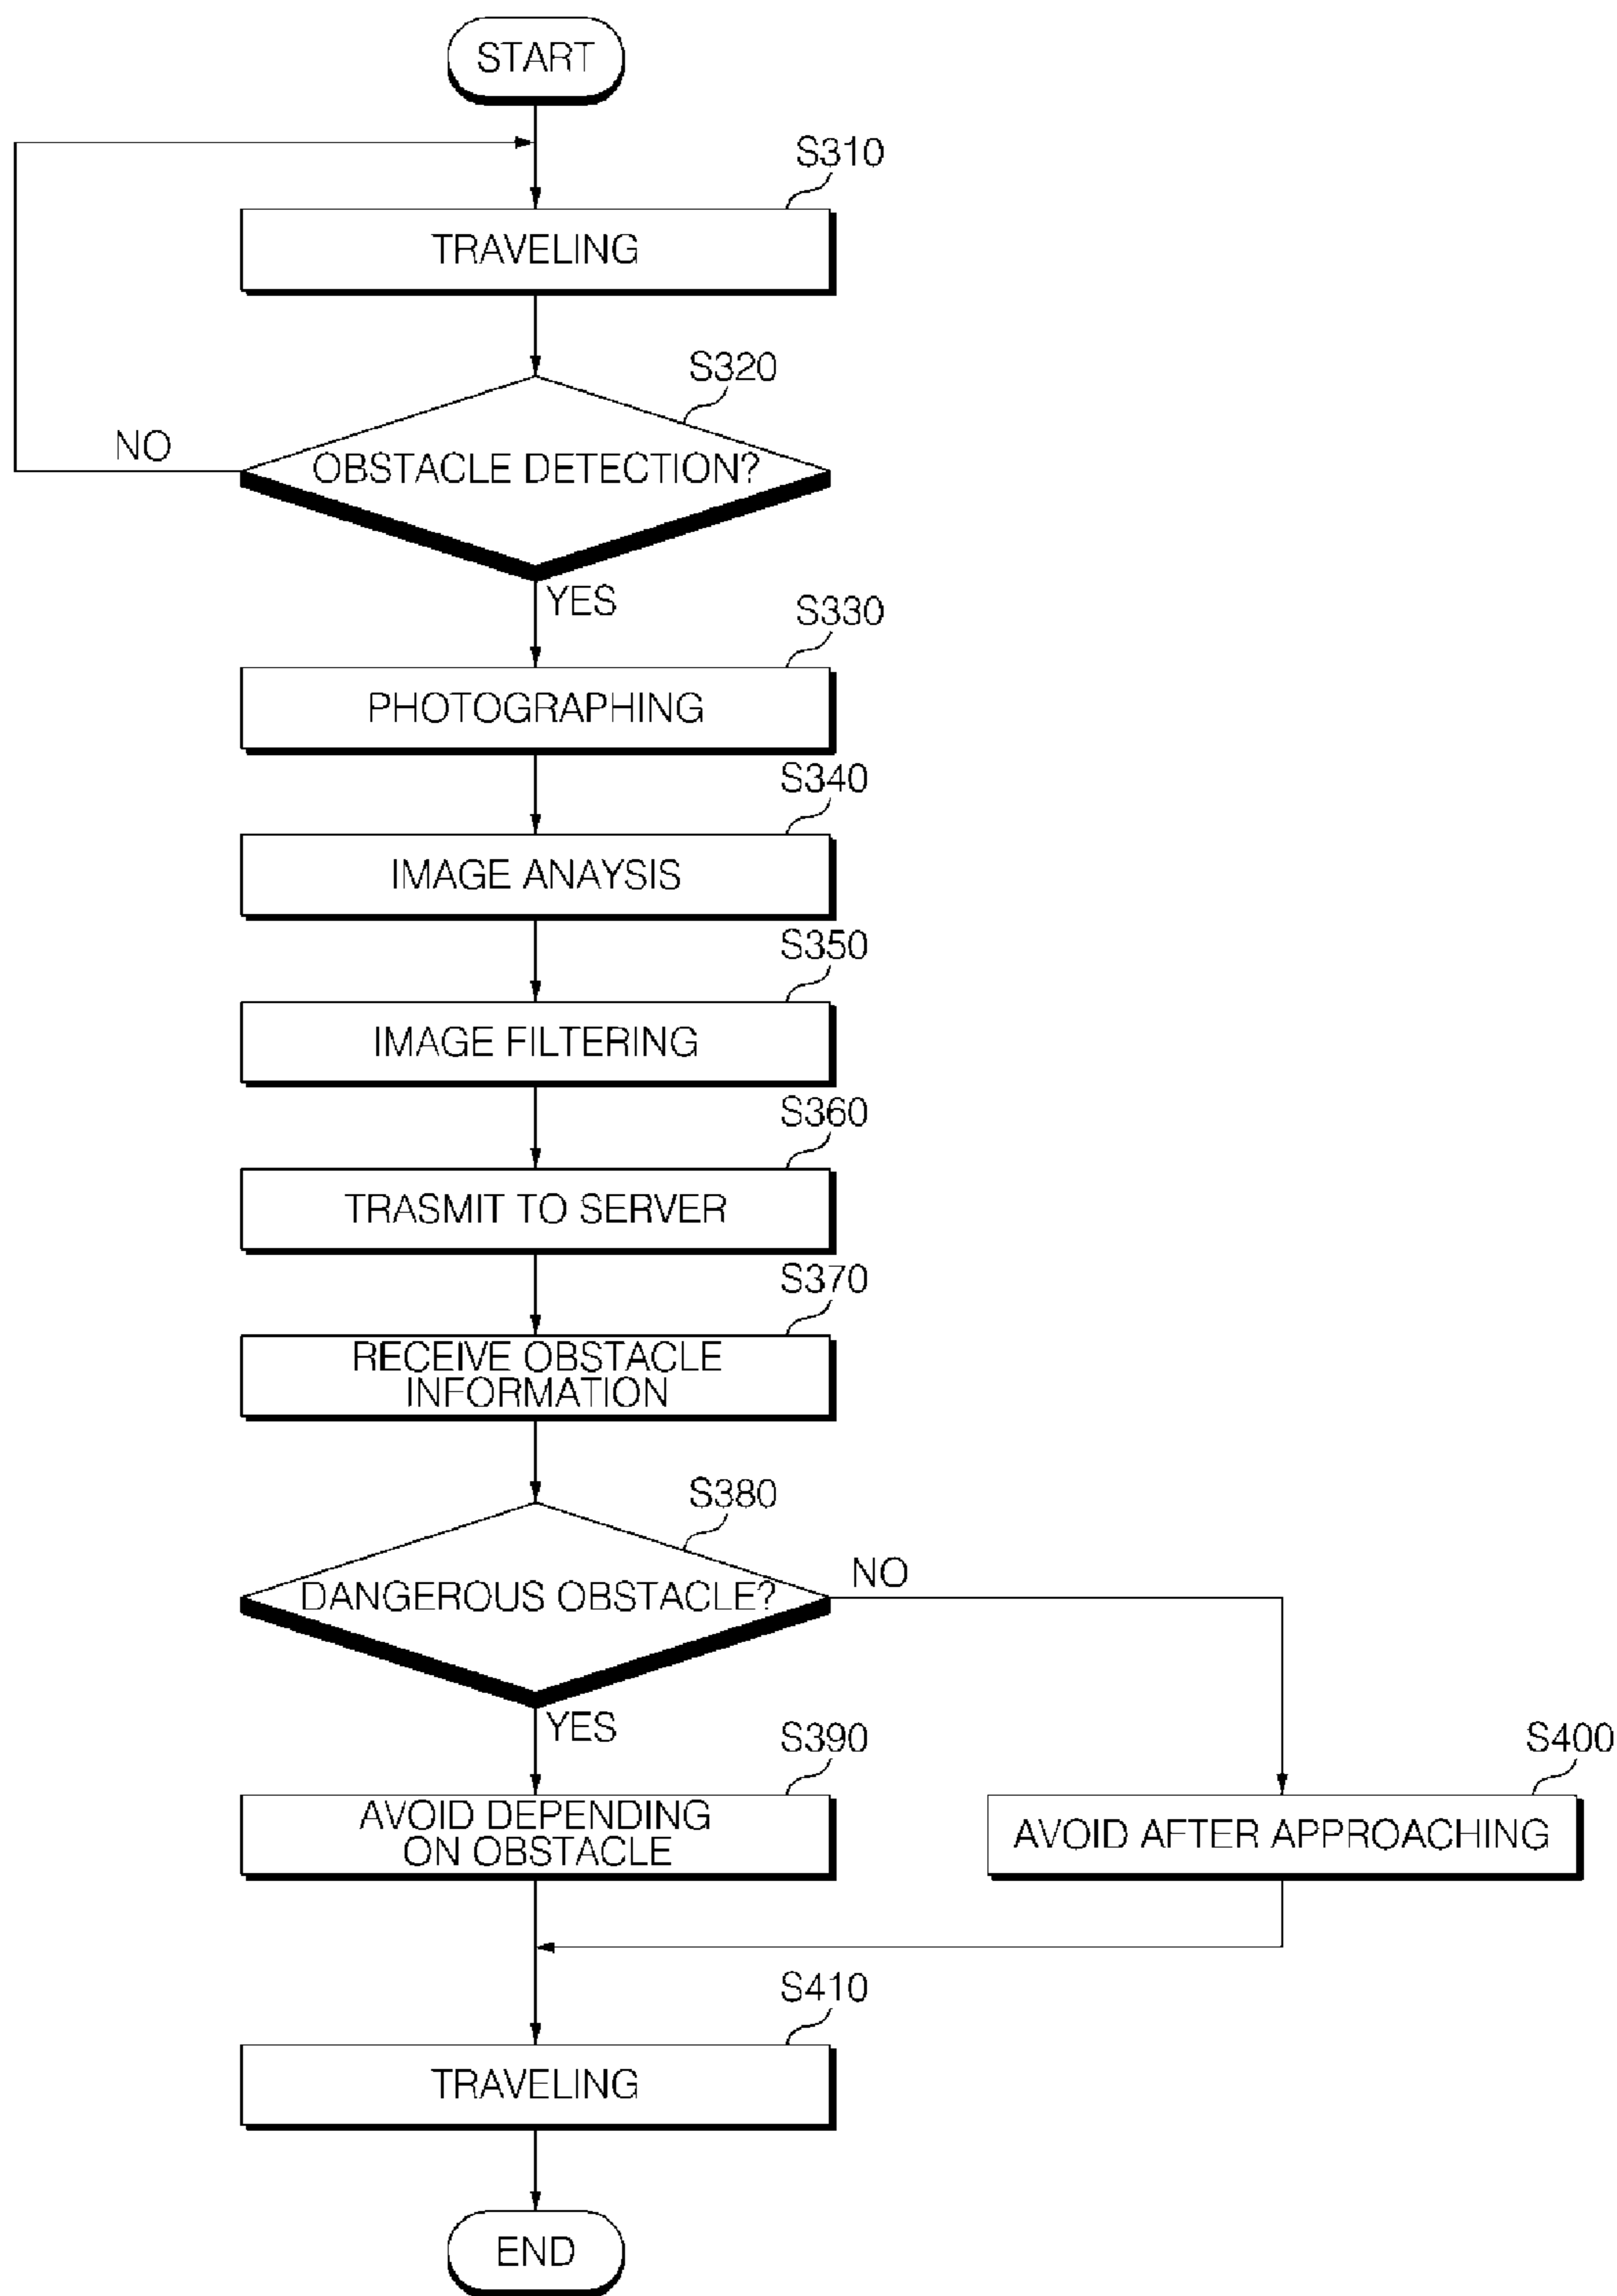 START
S310
TRAVELING
S320
NO
OBSTACLE DETECTION?
YES
S330
PHOTOGRAPHING
S340
IMAGE ANAYSIS
S350
IMAGE FILTERING
S360
TRASMIT TO SERVER
S370
RECEIVE OBSTACLE
INFORMATION
S380
NO
DANGEROUS OBSTACLE?
YES
S390
S400
AVOID DEPENDING
ON OBSTACLE
AVOID AFTER APPROACHING
S410
TRAVELING
END